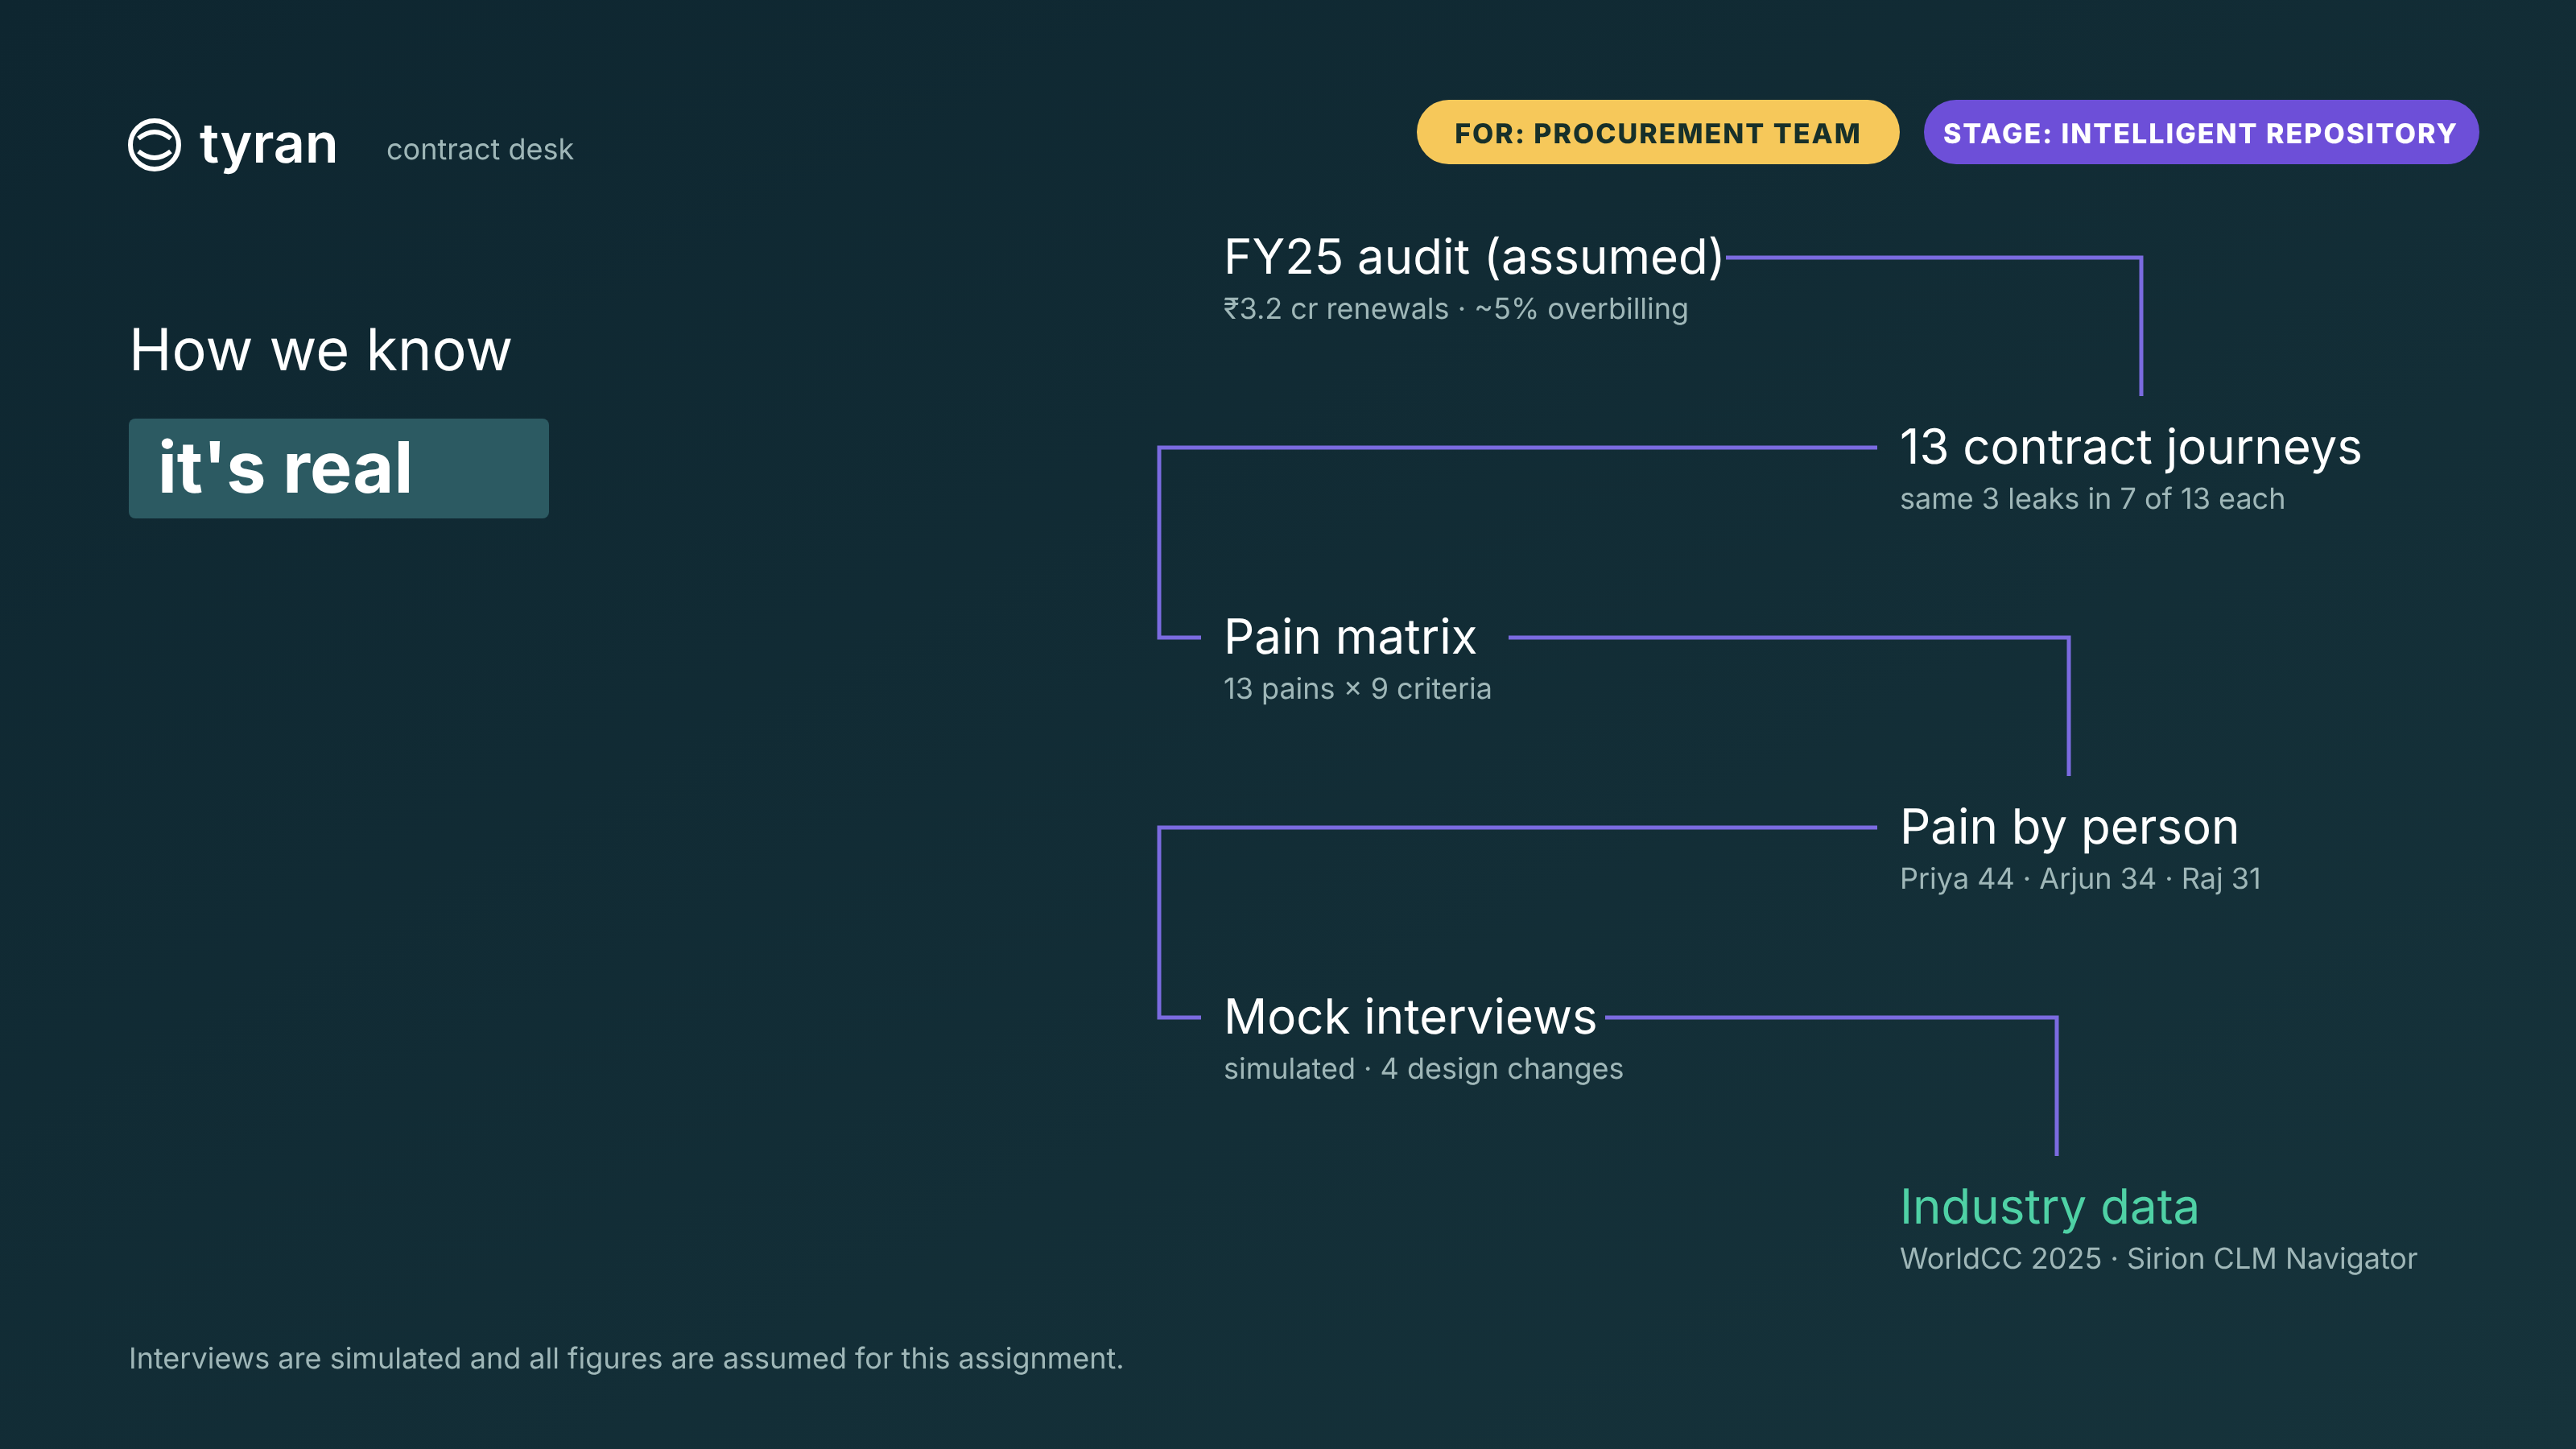 tyran
contract desk
FOR: PROCUREMENT TEAM
STAGE: INTELLIGENT REPOSITORY
How we know
it's real
FY25 audit (assumed)
₹3.2 cr renewals · ~5% overbilling
13 contract journeys
same 3 leaks in 7 of 13 each
Pain matrix
13 pains × 9 criteria
Pain by person
Priya 44 · Arjun 34 · Raj 31
Mock interviews
simulated · 4 design changes
Industry data
WorldCC 2025 · Sirion CLM Navigator
Interviews are simulated and all figures are assumed for this assignment.